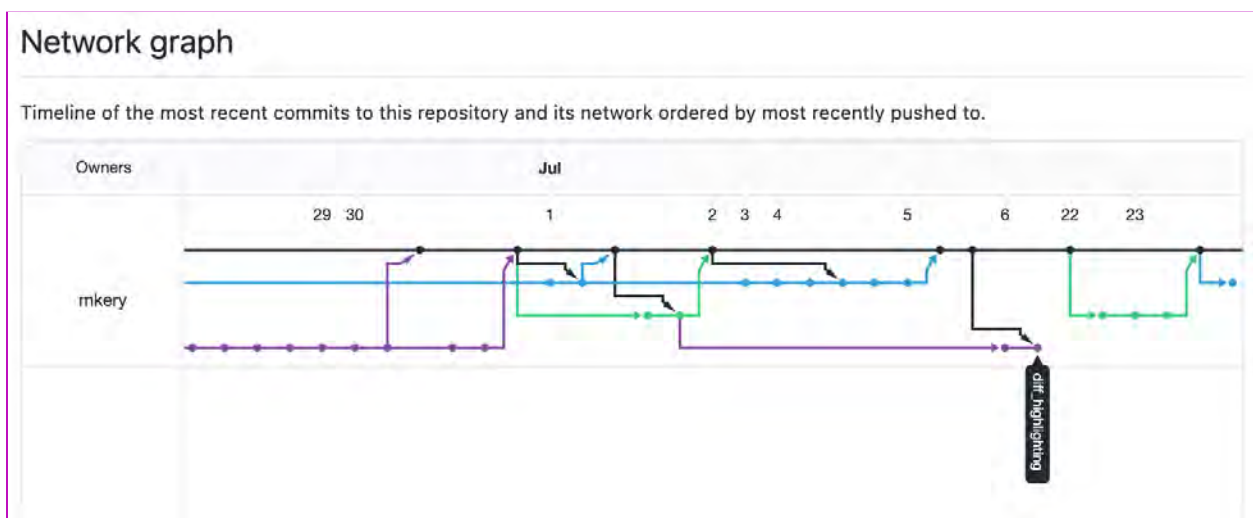 Network graph
Timeline of the most recent commits to this repository and its network ordered by most recently pushed to.
Owners Jul
29 30 1 2 3 4 5 6 22 23
mkery
diff_highlighting